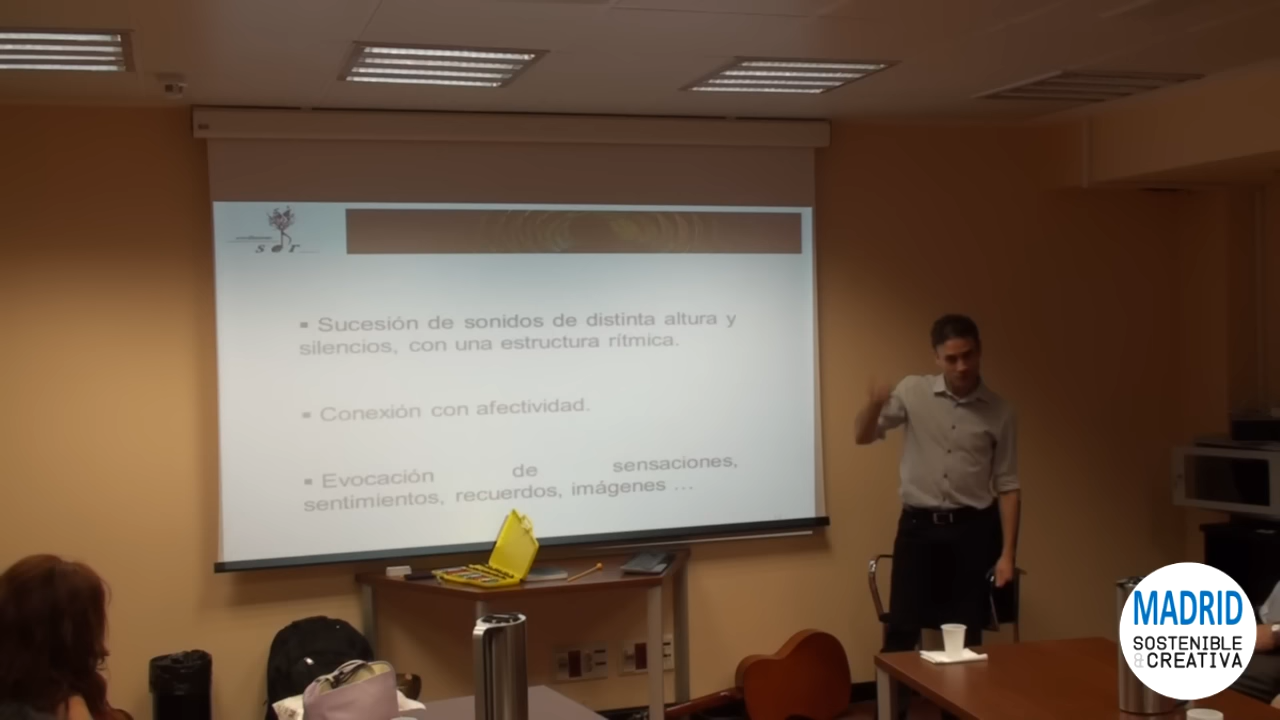 s r
▪ Sucesión de sonidos de distinta altura y
silencios, con una estructura rítmica.
▪ Conexión con afectividad.
▪ Evocación de sensaciones,
sentimientos, recuerdos, imágenes ...
MADRID
SOSTENIBLE
& CREATIVA